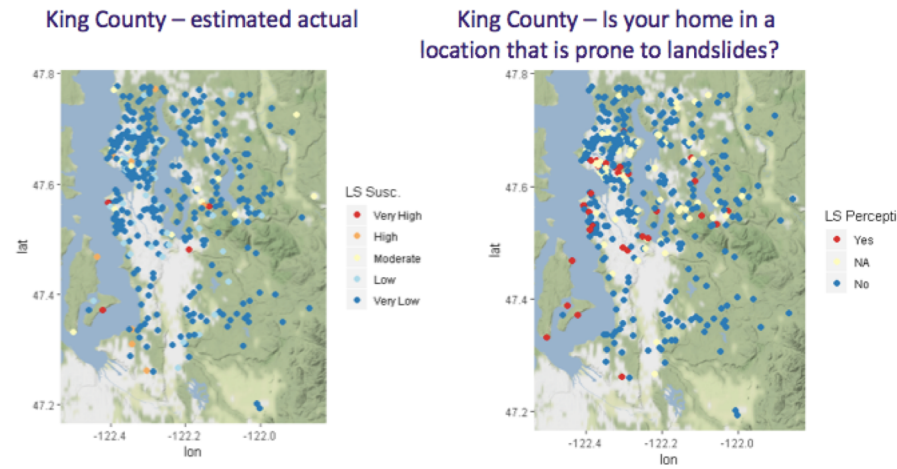 King County – estimated actual
King County – Is your home in a
location that is prone to landslides?
47.8
47.6
47.4
47.2
lat
-122.4
-122.2
-122.0
lon
LS Susc.
Very High
High
Moderate
Low
Very Low
47.8
47.6
47.4
47.2
lat
-122.4
-122.2
-122.0
lon
LS Percepti
Yes
NA
No